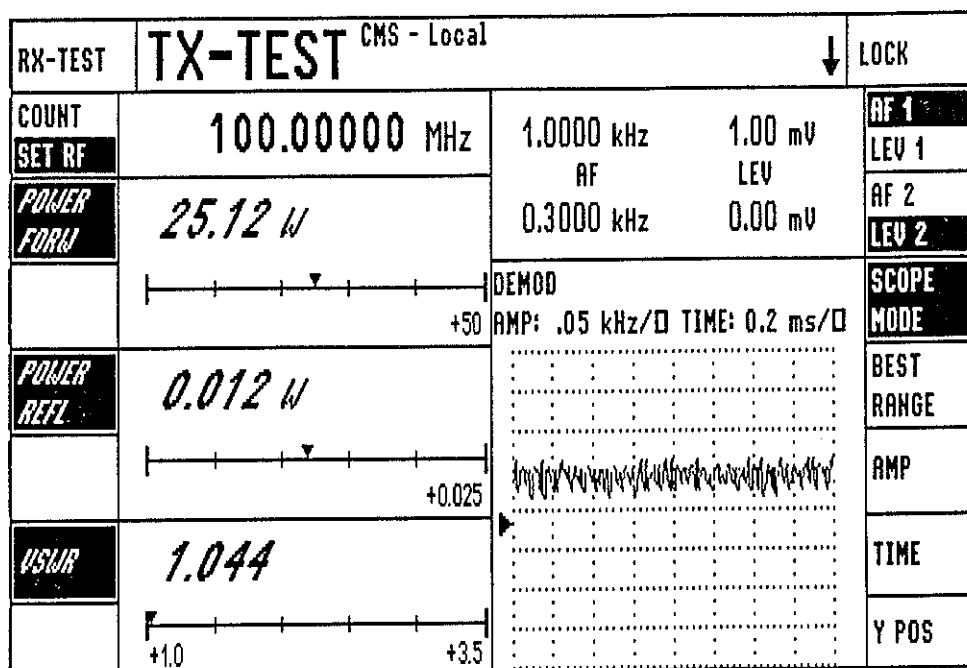 RX-TEST
TX-TEST CMS - Local
↓
LOCK
COUNT
SET RF
100.00000 MHz
1.0000 kHz 1.00 mV
AF LEV
0.3000 kHz 0.00 mV
AF 1
LEV 1
AF 2
LEV 2
POWER
FORW
25.12 W
+50
DEMOD
AMP: .05 kHz/□ TIME: 0.2 ms/□
SCOPE
MODE
BEST
RANGE
POWER
REFL
0.012 W
+0.025
AMP
VSWR
1.044
+1.0 +3.5
TIME
Y POS